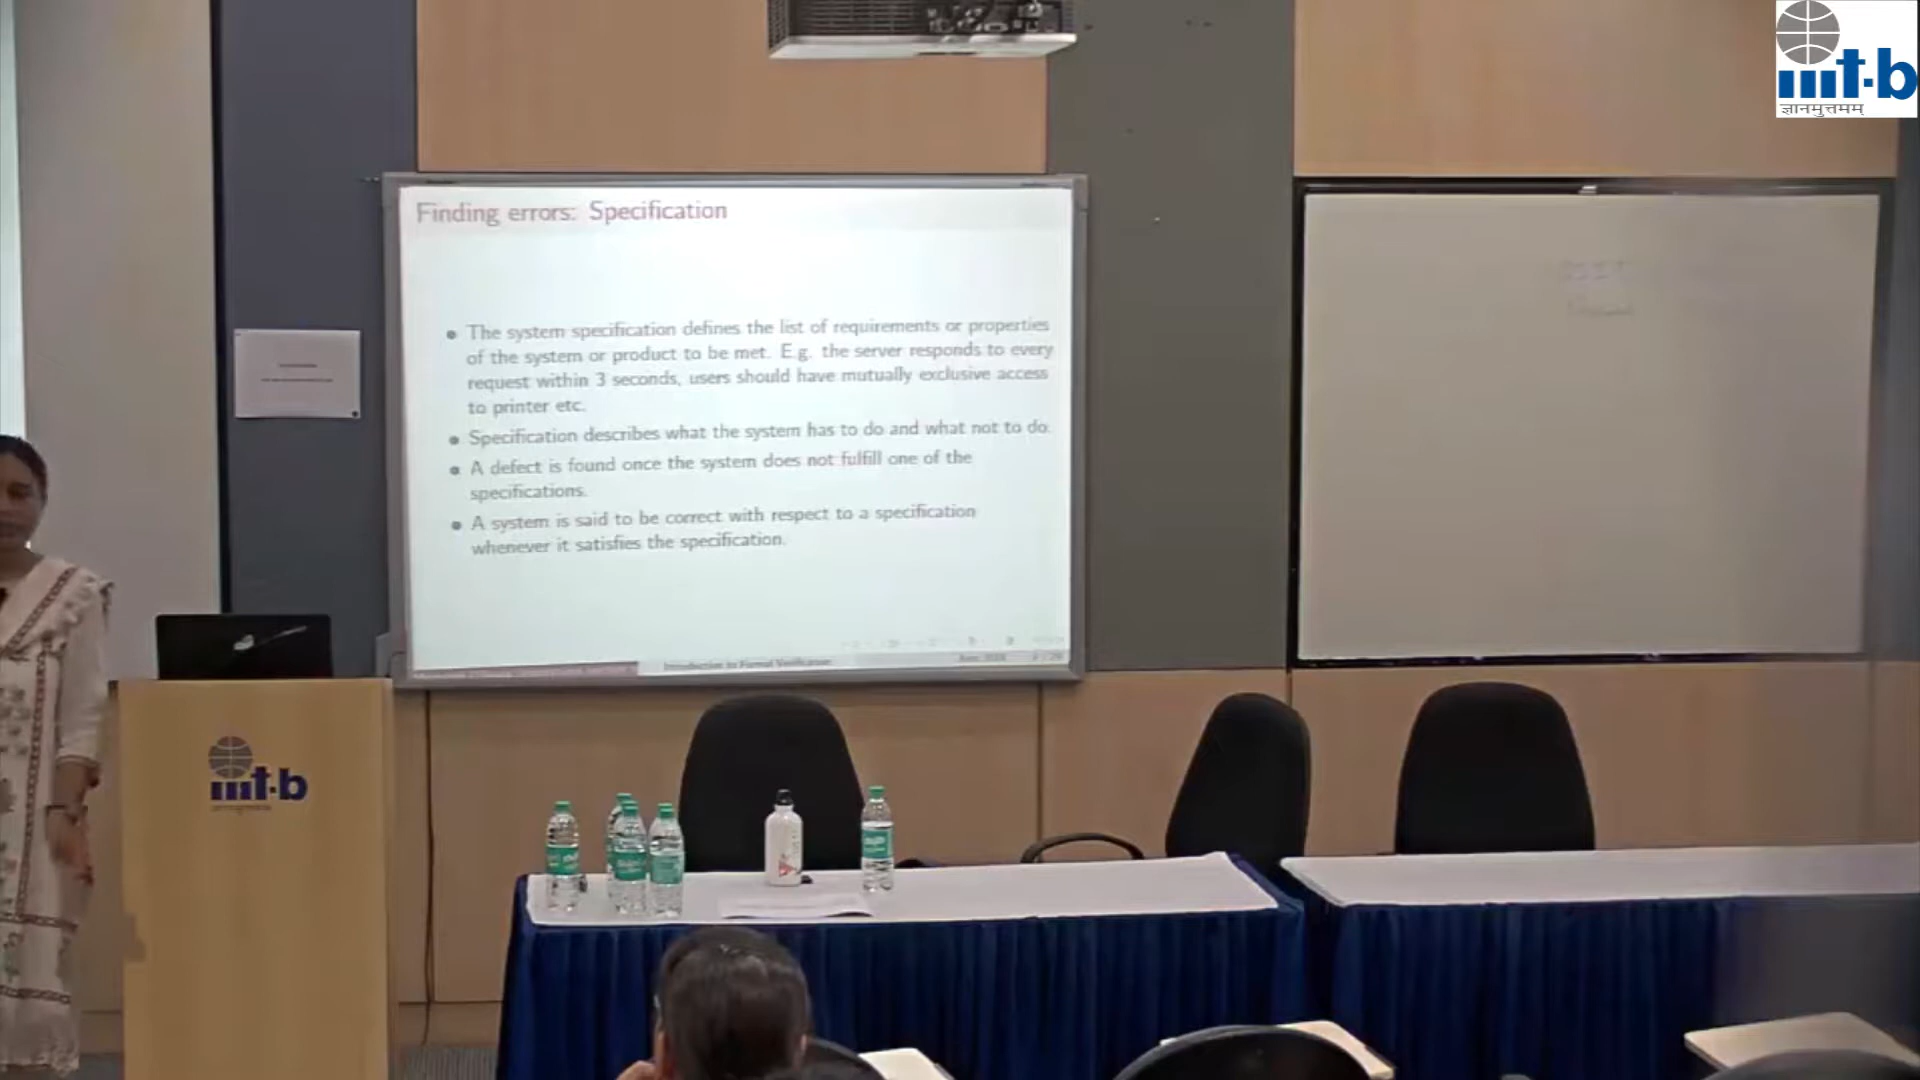 iiit-b
ज्ञानमुत्तमम्
Finding errors: Specification
The system specification defines the list of requirements or properties
of the system or product to be met. E.g. the server responds to every
request within 3 seconds, users should have mutually exclusive access
to printer etc.
Specification describes what the system has to do and what not to do.
A defect is found once the system does not fulfill one of the
specifications.
A system is said to be correct with respect to a specification
whenever it satisfies the specification.
Introduction to Formal Verification
iiit-b